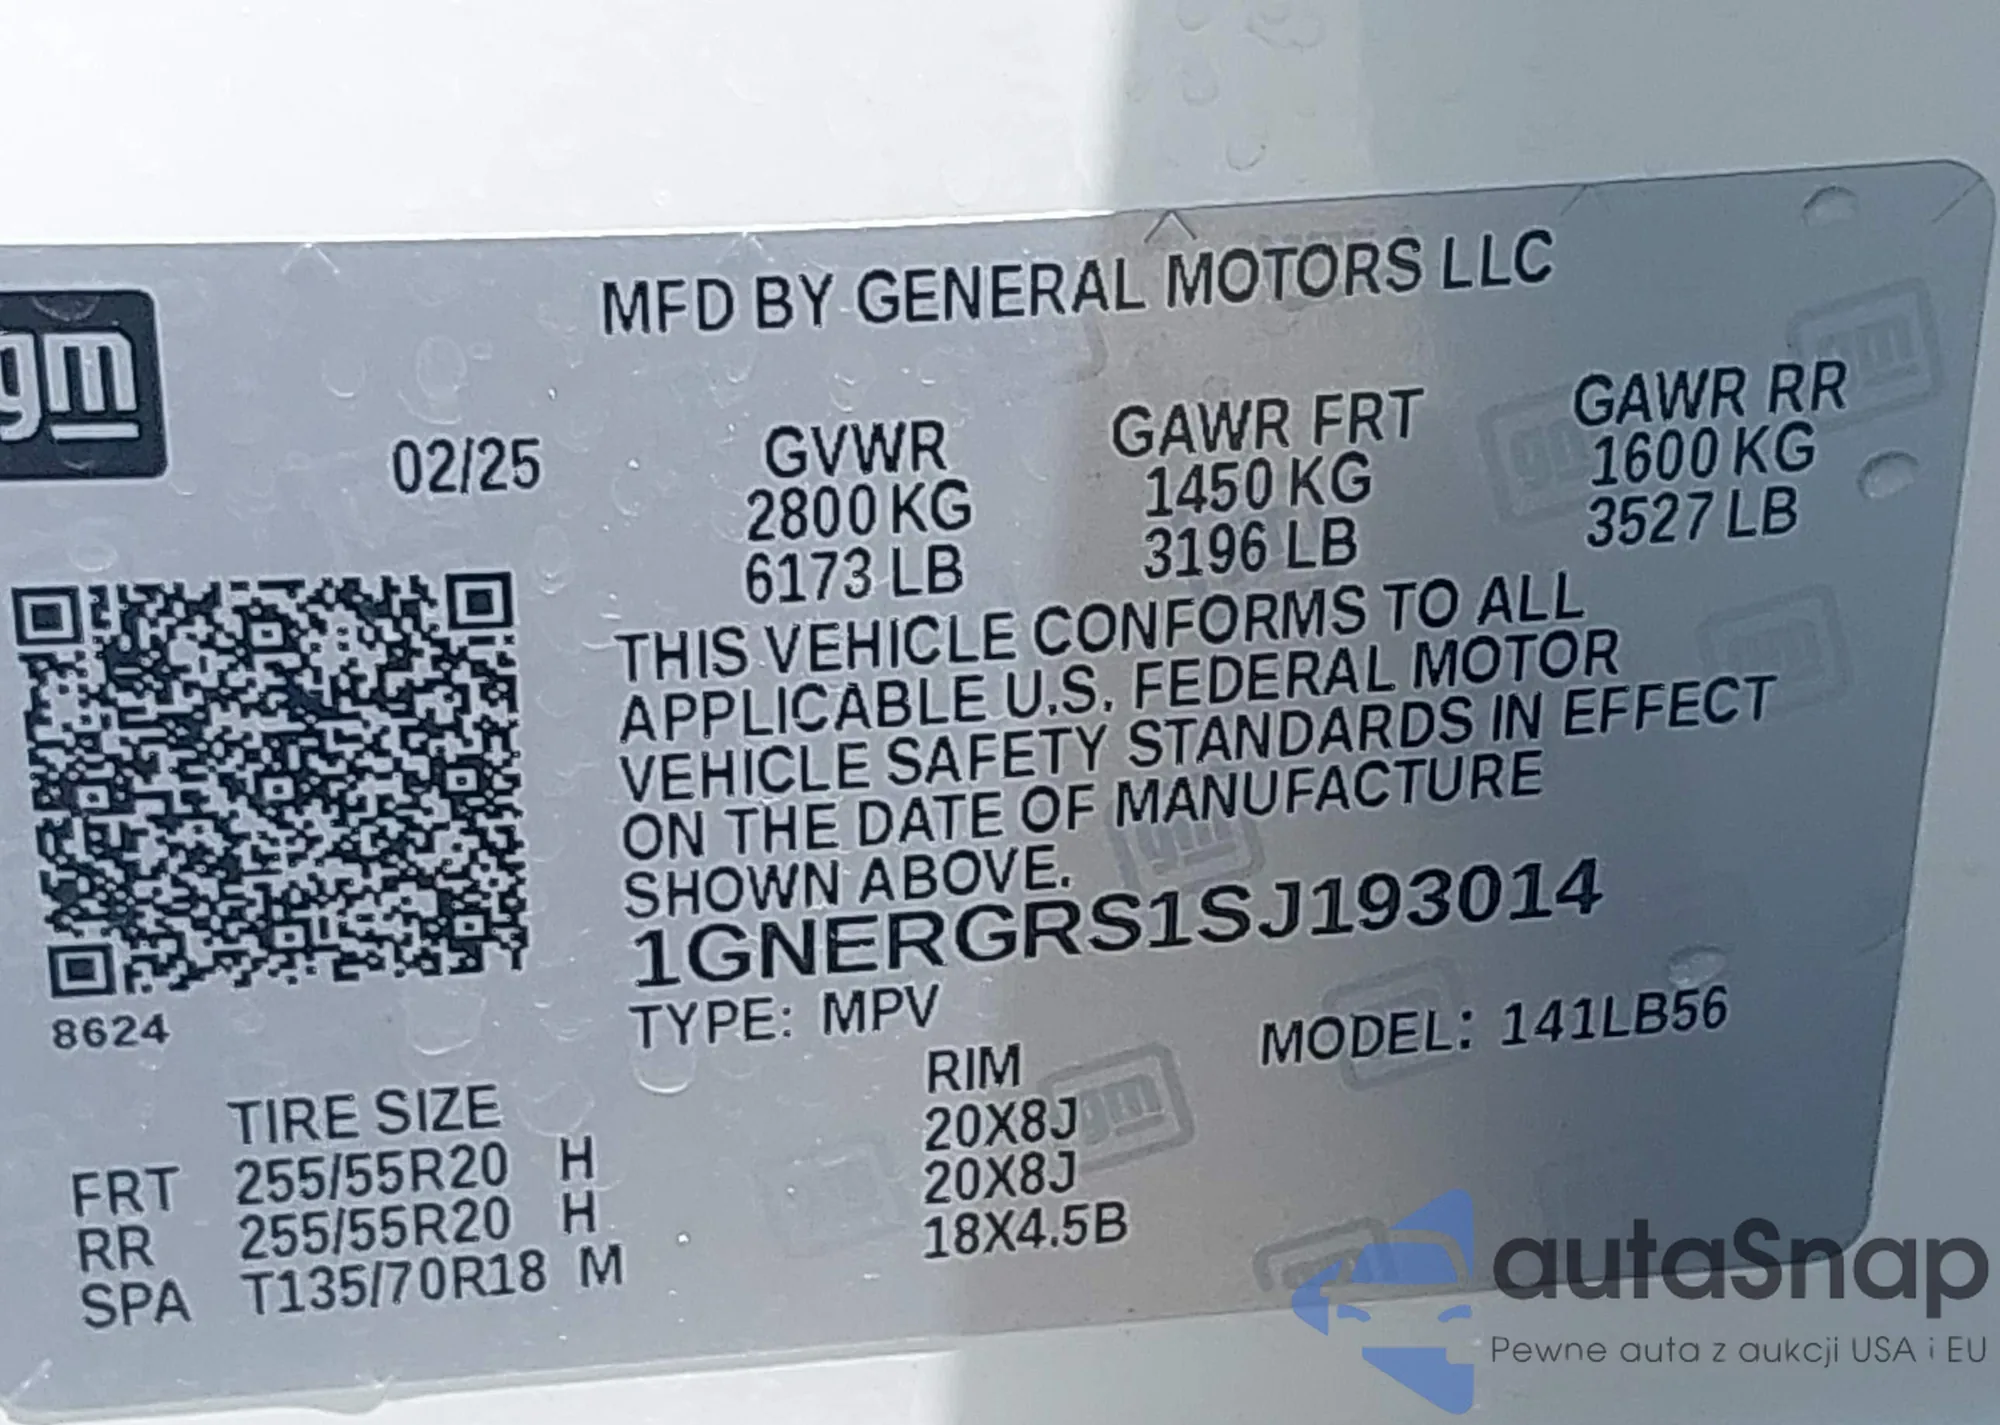 MFD BY GENERAL MOTORS LLC
gm
02/25
GVWR GAWR FRT GAWR RR
2800 KG 1450 KG 1600 KG
6173 LB 3196 LB 3527 LB
THIS VEHICLE CONFORMS TO ALL
APPLICABLE U.S. FEDERAL MOTOR
VEHICLE SAFETY STANDARDS IN EFFECT
ON THE DATE OF MANUFACTURE
SHOWN ABOVE.
1GNERGRS1SJ193014
8624
TYPE: MPV MODEL: 141LB56
TIRE SIZE RIM
FRT 255/55R20 H 20X8J
RR 255/55R20 H 20X8J
SPA T135/70R18 M 18X4.5B
autaSnap
Pewne auta z aukcji USA i EU